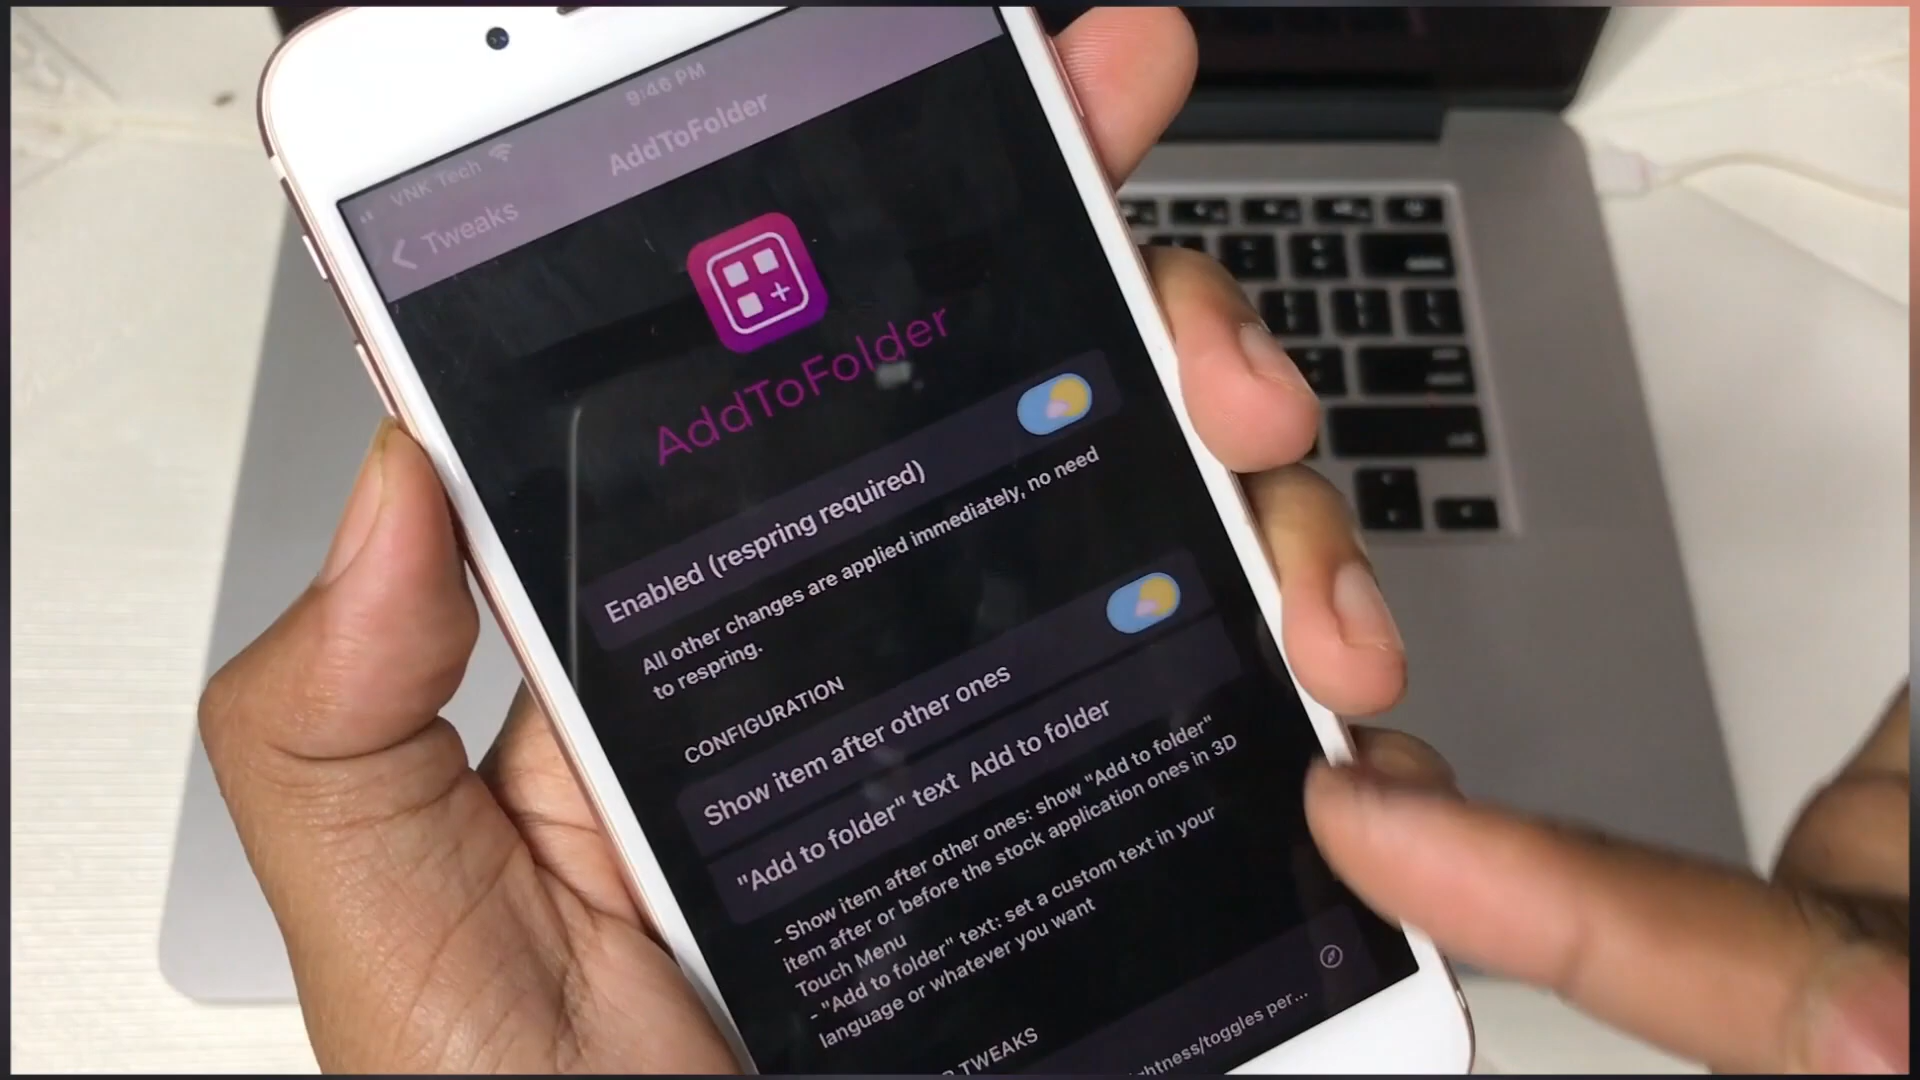 9:46 PM
VNK Tech
AddToFolder
Tweaks
AddToFolder
Enabled (respring required)
All other changes are applied immediately, no need
to respring.
CONFIGURATION
Show item after other ones
"Add to folder" text Add to folder
- Show item after other ones: show "Add to folder"
item after or before the stock application ones in 3D
Touch Menu
- "Add to folder" text: set a custom text in your
language or whatever you want
TWEAKS
htness/toggles per...